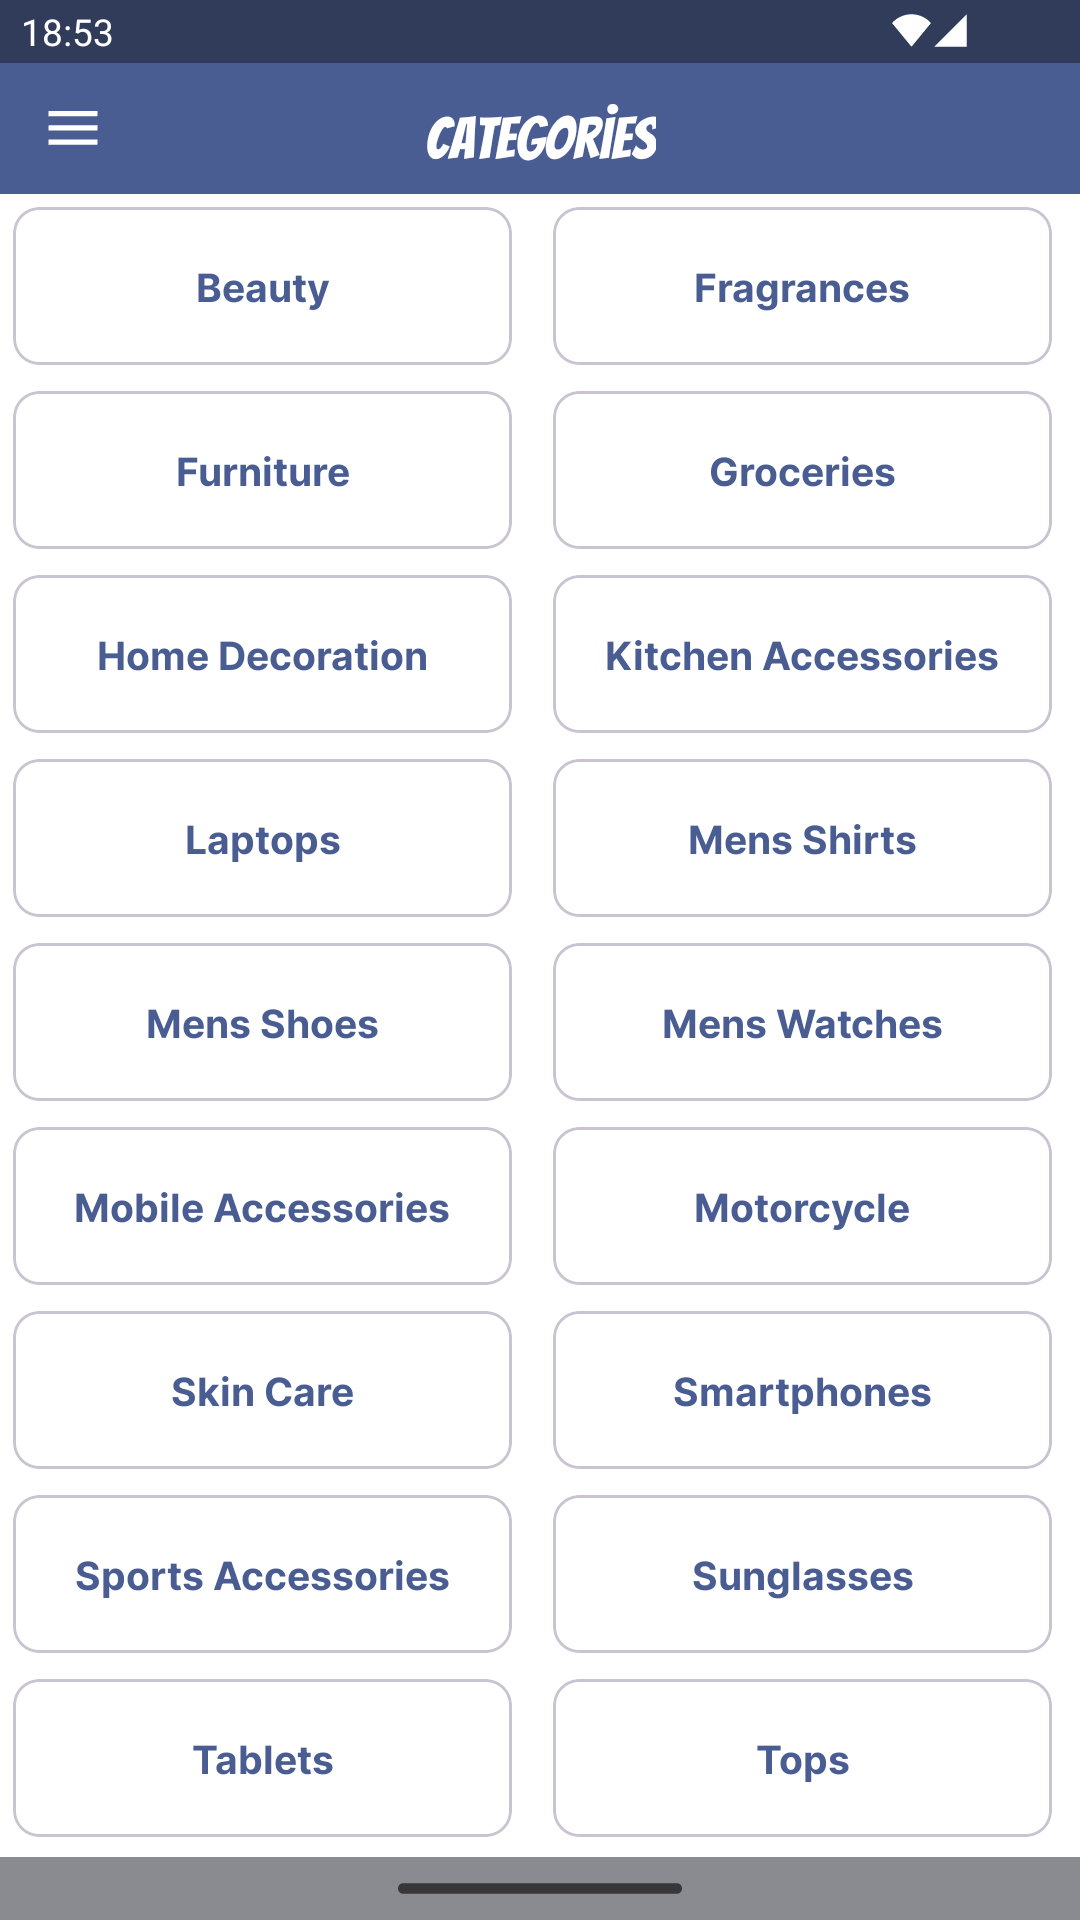 18:53
CATEGORIES
Beauty
Fragrances
Furniture
Groceries
Home Decoration
Kitchen Accessories
Laptops
Mens Shirts
Mens Shoes
Mens Watches
Mobile Accessories
Motorcycle
Skin Care
Smartphones
Sports Accessories
Sunglasses
Tablets
Tops